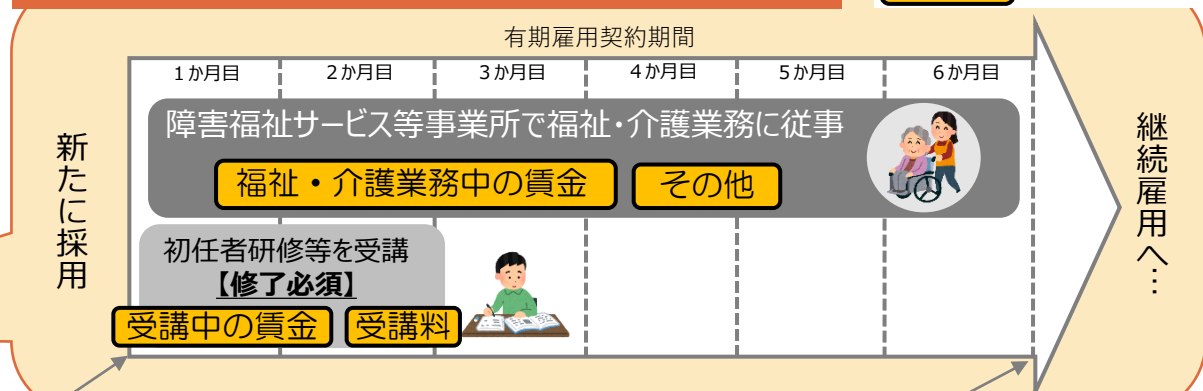 有期雇用契約期間
1か月目 2か月目 3か月目 4か月目 5か月目 6か月目
新たに採用
障害福祉サービス等事業所で福祉・介護業務に従事
福祉・介護業務中の賃金 その他
初任者研修等を受講
【修了必須】
受講中の賃金 受講料
継続雇用へ…